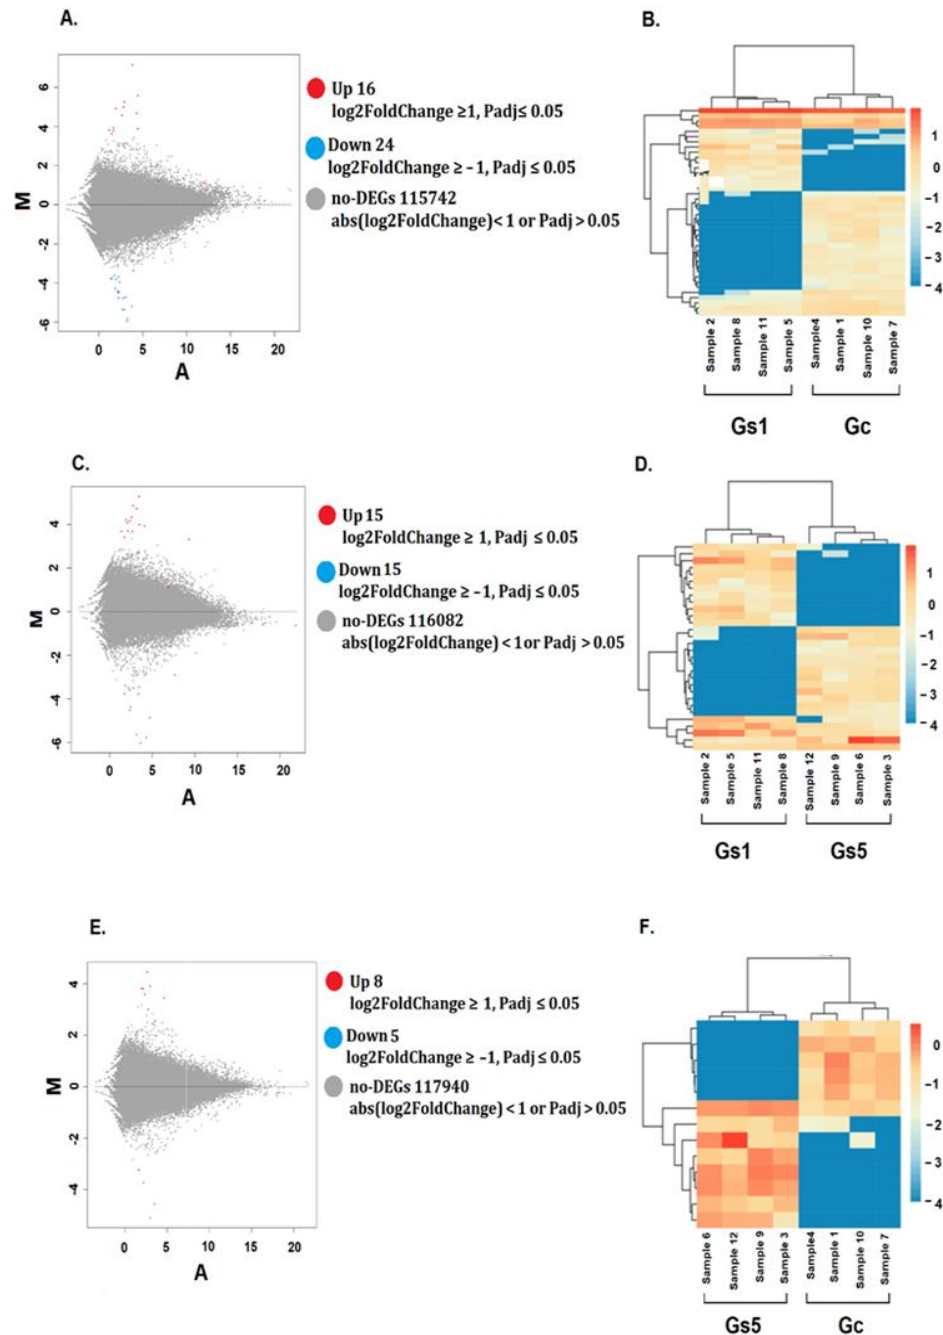 A.
6
4
2
0
-2
-4
-6
M
0 5 10 15 20
A
Up 16
log2FoldChange ≥1, Padj≤ 0.05
Down 24
log2FoldChange ≥ -1, Padj ≤ 0.05
no-DEGs 115742
abs(log2FoldChange)< 1 or Padj > 0.05
B.
1
0
-1
-2
-3
-4
Sample 2
Sample 8
Sample 11
Sample 5
Sample4
Sample 1
Sample 10
Sample 7
Gs1 Gc
C.
4
2
0
-2
-4
-6
M
0 5 10 15 20
A
Up 15
log2FoldChange ≥ 1, Padj ≤ 0.05
Down 15
log2FoldChange ≥ -1, Padj ≤ 0.05
no-DEGs 116082
abs(log2FoldChange) < 1 or Padj > 0.05
D.
1
0
-1
-2
-3
-4
Sample 2
Sample 5
Sample 11
Sample 8
Sample 12
Sample 9
Sample 6
Sample 3
Gs1 Gs5
E.
4
2
0
-2
-4
M
0 5 10 15 20
A
Up 8
log2FoldChange ≥ 1, Padj ≤ 0.05
Down 5
log2FoldChange ≥ -1, Padj ≤ 0.05
no-DEGs 117940
abs(log2FoldChange) < 1 or Padj > 0.05
F.
0
-1
-2
-3
-4
Sample 6
Sample 12
Sample 9
Sample 3
Sample4
Sample 1
Sample 10
Sample 7
Gs5 Gc